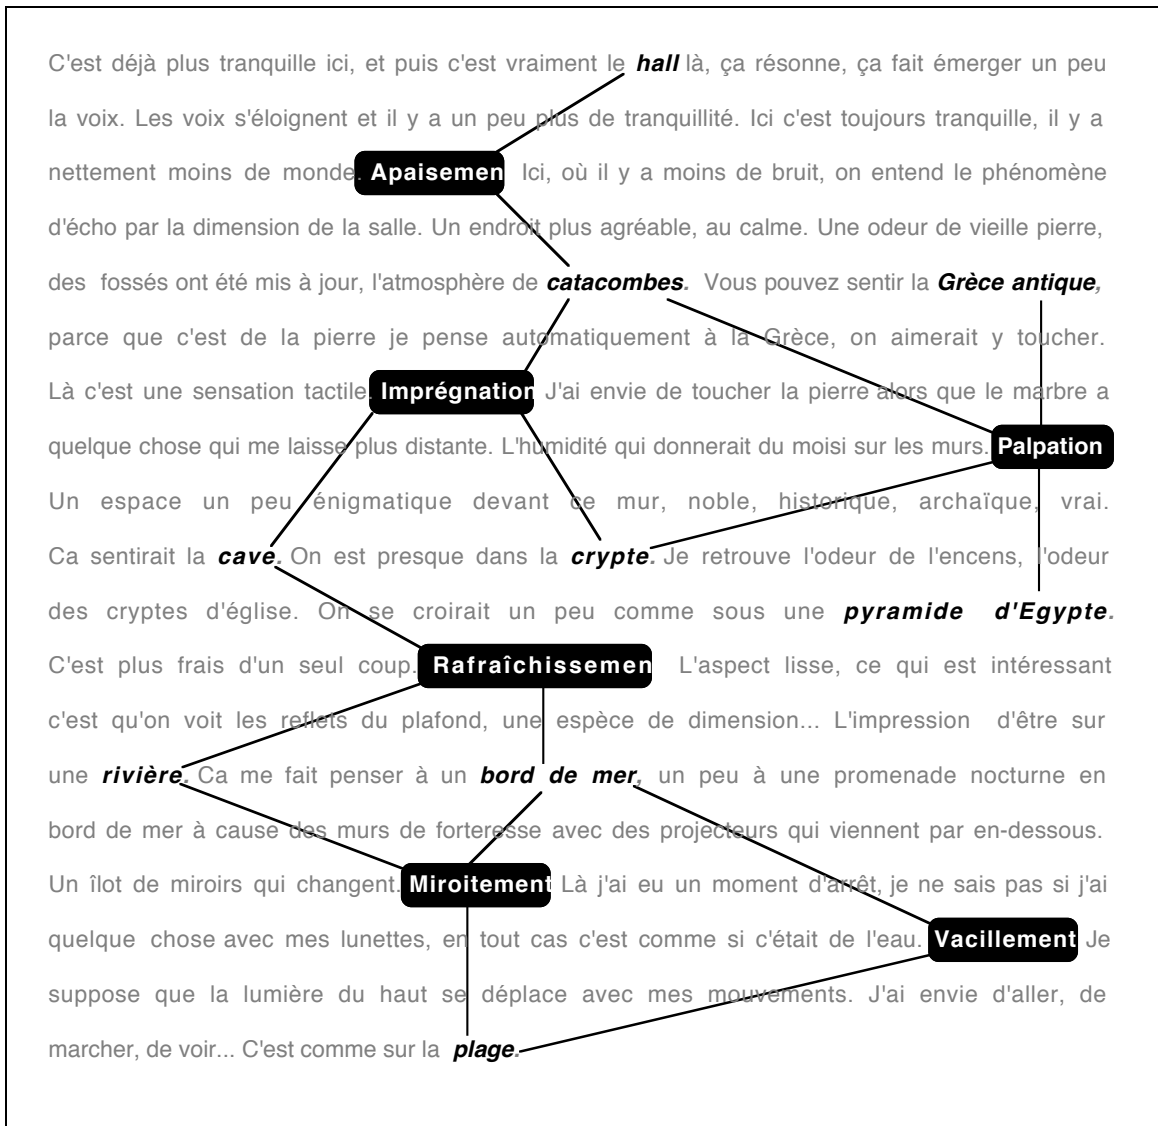 C'est déjà plus tranquille ici, et puis c'est vraiment le hall là, ça résonne, ça fait émerger un peu
la voix. Les voix s'éloignent et il y a un peu plus de tranquillité. Ici c'est toujours tranquille, il y a
nettement moins de monde. Apaisemen Ici, où il y a moins de bruit, on entend le phénomène
d'écho par la dimension de la salle. Un endroit plus agréable, au calme. Une odeur de vieille pierre,
des fossés ont été mis à jour, l'atmosphère de catacombes. Vous pouvez sentir la Grèce antique,
parce que c'est de la pierre je pense automatiquement à la Grèce, on aimerait y toucher.
Là c'est une sensation tactile. Imprégnation J'ai envie de toucher la pierre alors que le marbre a
quelque chose qui me laisse plus distante. L'humidité qui donnerait du moisi sur les murs. Palpation
Un espace un peu énigmatique devant ce mur, noble, historique, archaïque, vrai.
Ca sentirait la cave. On est presque dans la crypte. Je retrouve l'odeur de l'encens, l'odeur
des cryptes d'église. On se croirait un peu comme sous une pyramide d'Egypte.
C'est plus frais d'un seul coup. Rafraîchissemen L'aspect lisse, ce qui est intéressant
c'est qu'on voit les reflets du plafond, une espèce de dimension... L'impression d'être sur
une rivière. Ca me fait penser à un bord de mer, un peu à une promenade nocturne en
bord de mer à cause des murs de forteresse avec des projecteurs qui viennent par en-dessous.
Un îlot de miroirs qui changent. Miroitement Là j'ai eu un moment d'arrêt, je ne sais pas si j'ai
quelque chose avec mes lunettes, en tout cas c'est comme si c'était de l'eau. Vacillement Je
suppose que la lumière du haut se déplace avec mes mouvements. J'ai envie d'aller, de
marcher, de voir... C'est comme sur la plage.